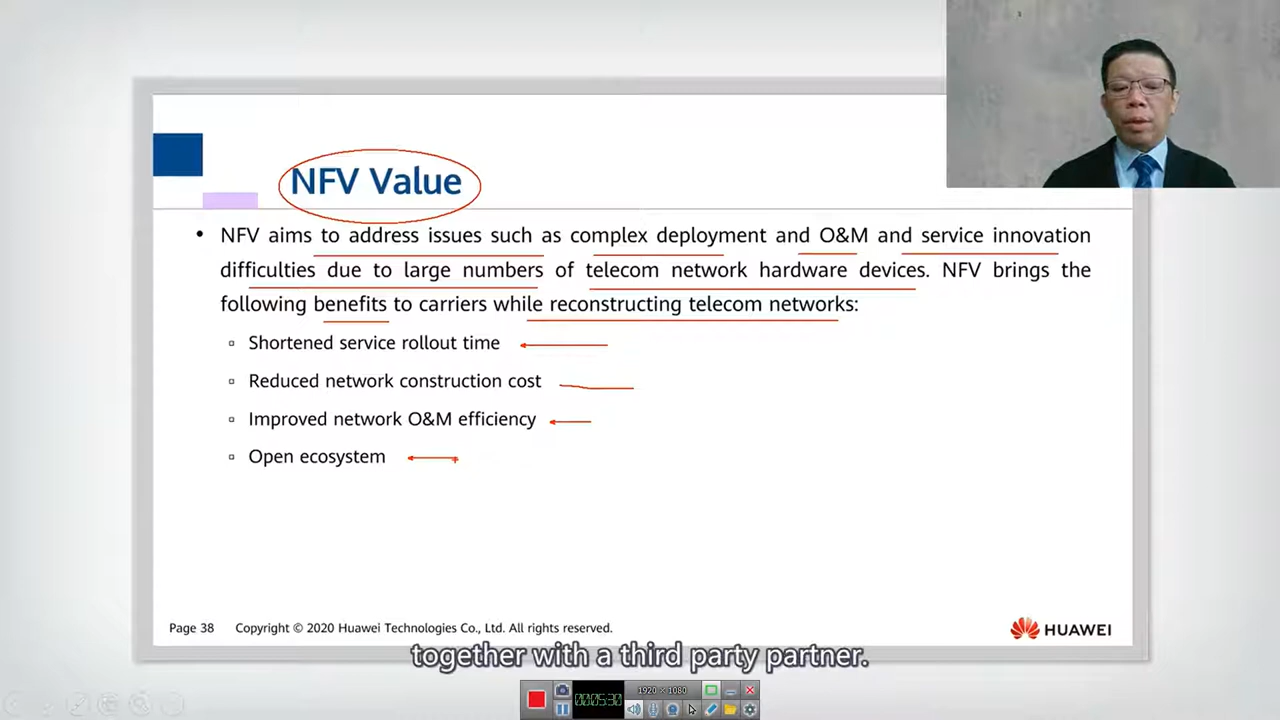 NFV Value
• NFV aims to address issues such as complex deployment and O&M and service innovation
difficulties due to large numbers of telecom network hardware devices. NFV brings the
following benefits to carriers while reconstructing telecom networks:
▫ Shortened service rollout time
▫ Reduced network construction cost
▫ Improved network O&M efficiency
▫ Open ecosystem
Page 38 Copyright © 2020 Huawei Technologies Co., Ltd. All rights reserved.
HUAWEI
together with a third party partner.
1920 × 1080
00:05:30